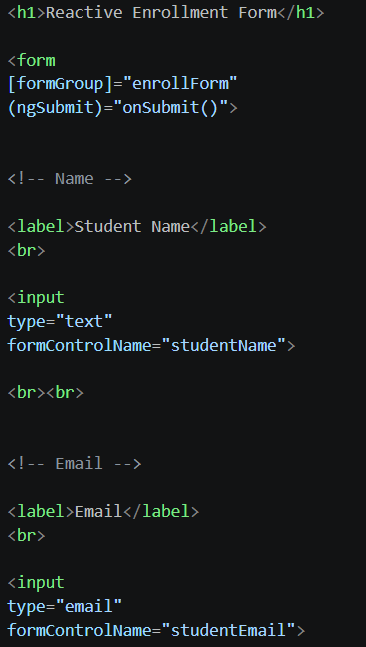 <h1>Reactive Enrollment Form</h1>
<form
[formGroup]="enrollForm"
(ngSubmit)="onSubmit()">
<!-- Name -->
<label>Student Name</label>
<br>
<input
type="text"
formControlName="studentName">
<br><br>
<!-- Email -->
<label>Email</label>
<br>
<input
type="email"
formControlName="studentEmail">